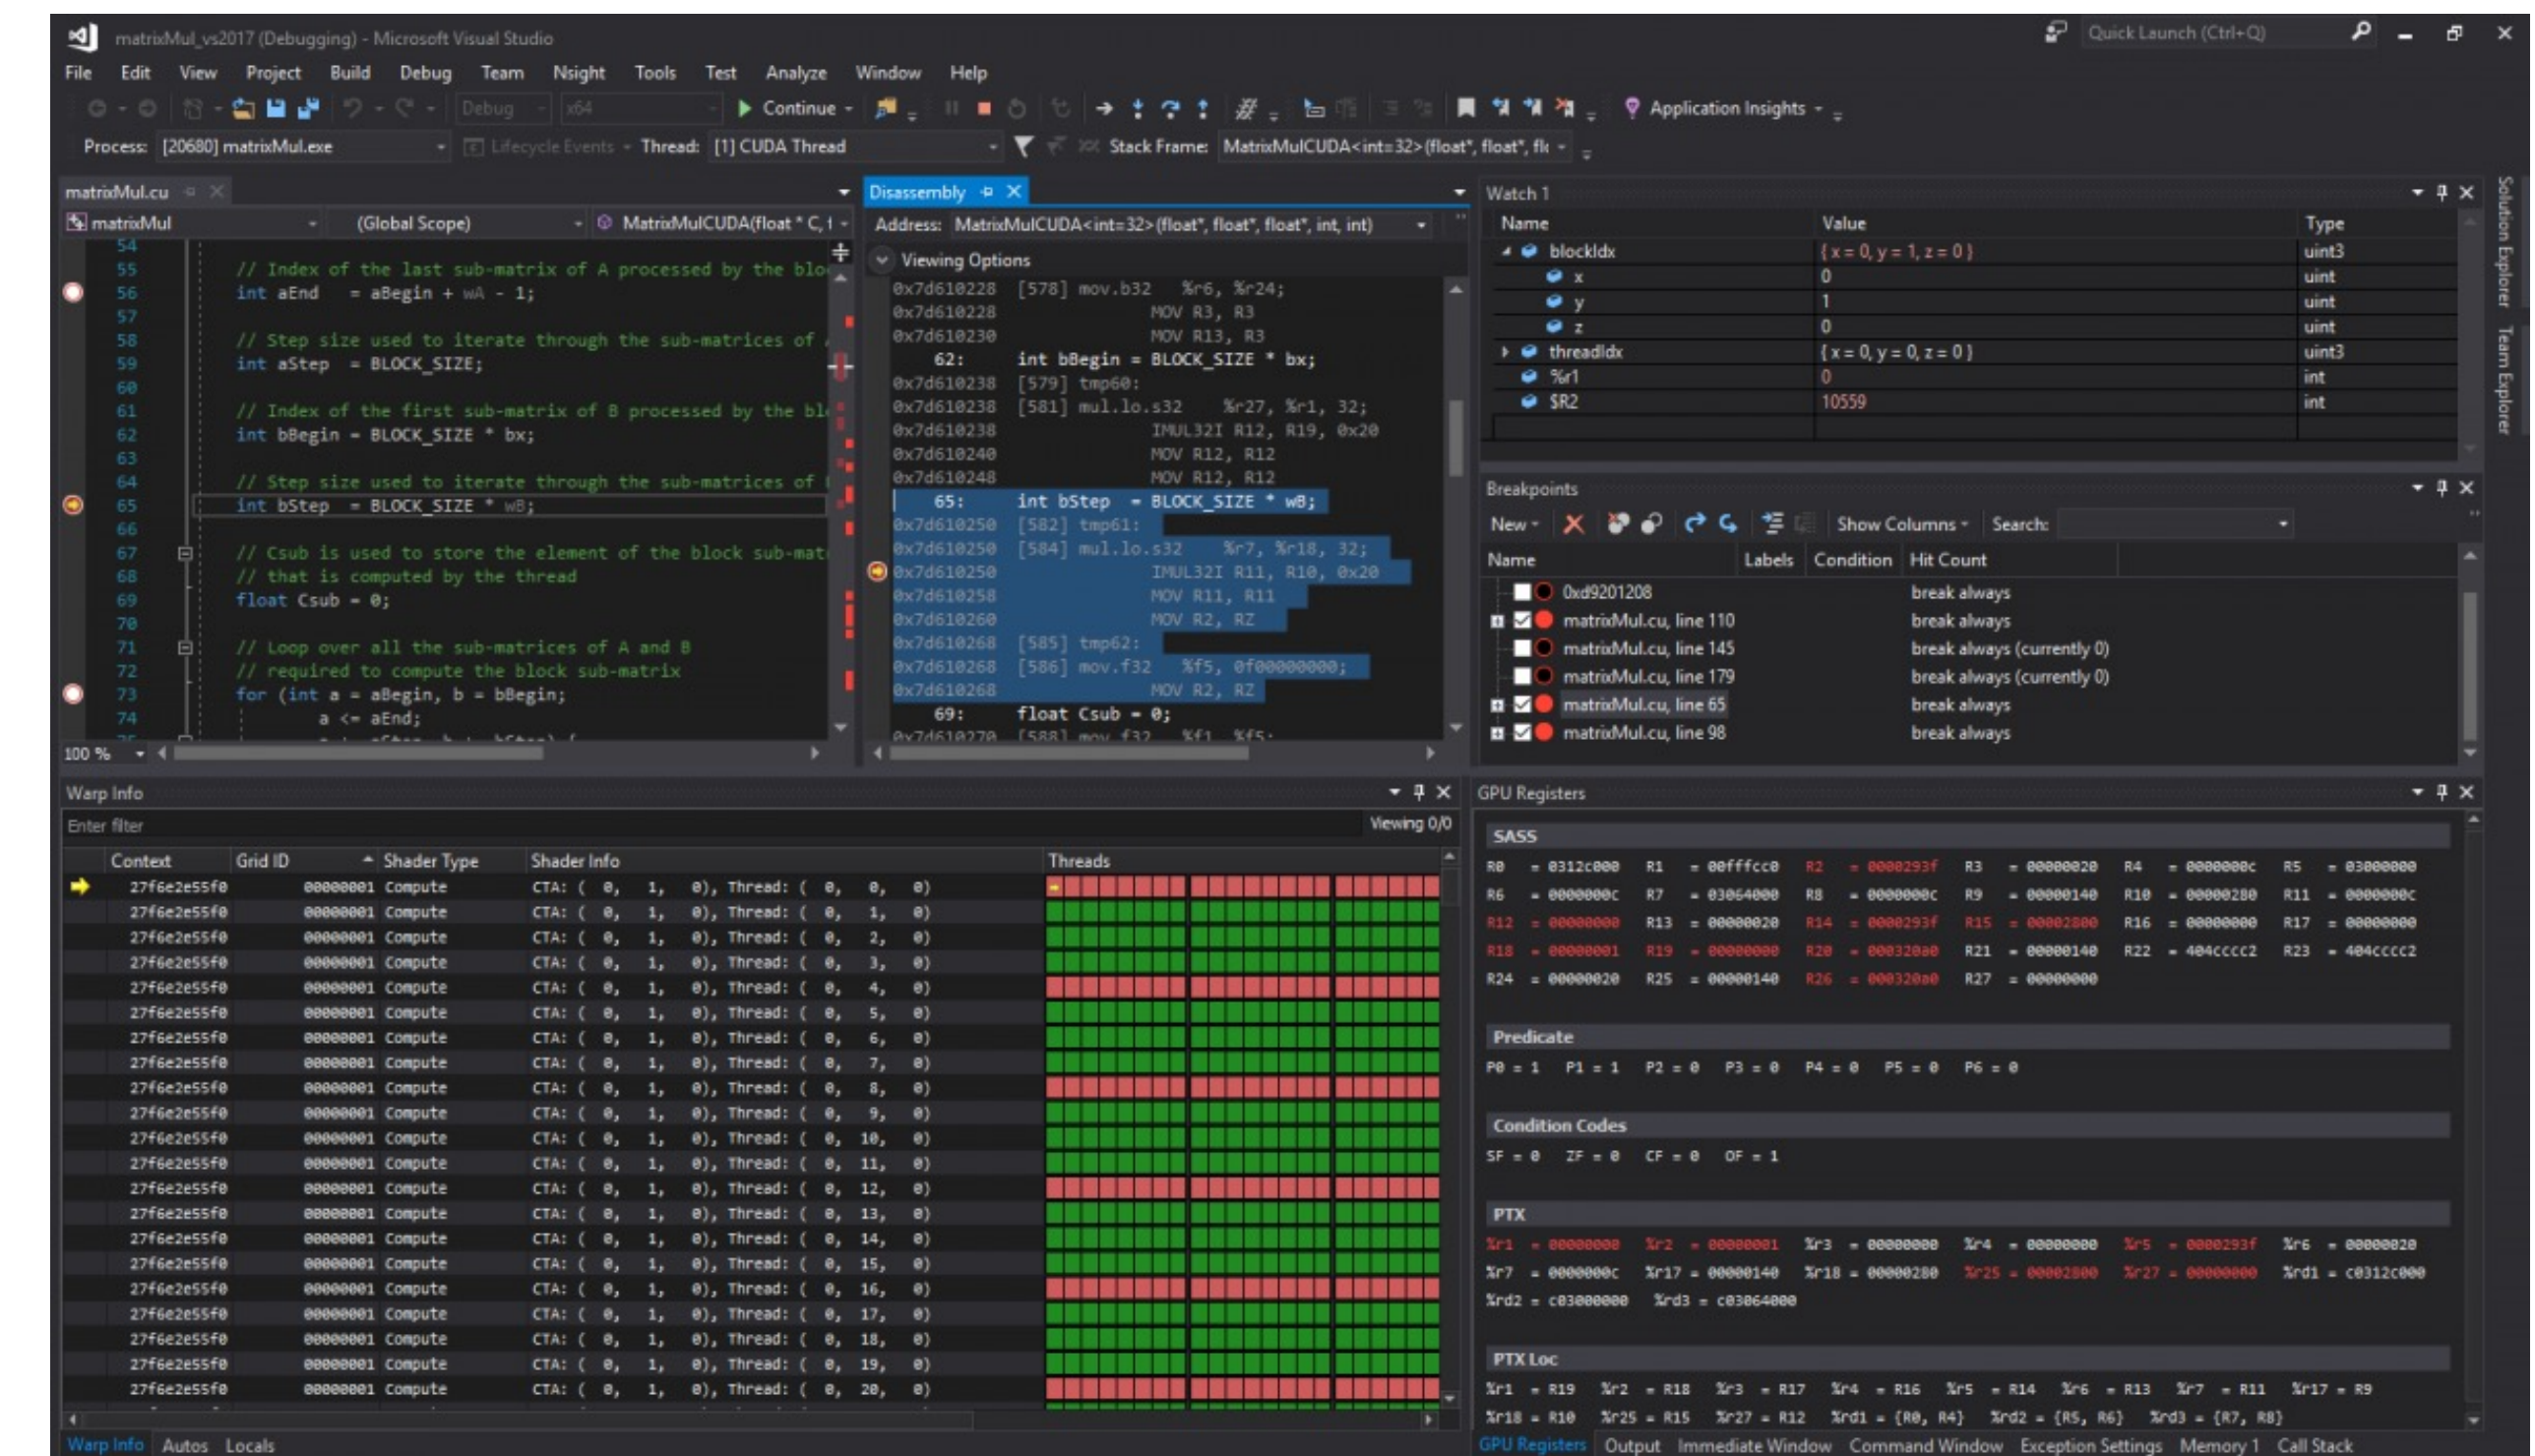 matrixMul_vs2017 (Debugging) - Microsoft Visual Studio
Quick Launch (Ctrl+Q)
File Edit View Project Build Debug Team Nsight Tools Test Analyze Window Help
Debug x64 Continue Application Insights
Process: [20680] matrixMul.exe Lifecycle Events Thread: [1] CUDA Thread Stack Frame: MatrixMulCUDA<int=32>(float*, float*, flo
matrixMul.cu
matrixMul (Global Scope) MatrixMulCUDA(float * C, f
54
55 // Index of the last sub-matrix of A processed by the blo
56 int aEnd = aBegin + wA - 1;
57
58 // Step size used to iterate through the sub-matrices of A
59 int aStep = BLOCK_SIZE;
60
61 // Index of the first sub-matrix of B processed by the bl
62 int bBegin = BLOCK_SIZE * bx;
63
64 // Step size used to iterate through the sub-matrices of
65 int bStep = BLOCK_SIZE * wB;
66
67 // Csub is used to store the element of the block sub-mat
68 // that is computed by the thread
69 float Csub = 0;
70
71 // Loop over all the sub-matrices of A and B
72 // required to compute the block sub-matrix
73 for (int a = aBegin, b = bBegin;
74 a <= aEnd;
100 %
Disassembly
Address: MatrixMulCUDA<int=32>(float*, float*, float*, int, int)
Viewing Options
0x7d610228 [578] mov.b32 %r6, %r24;
0x7d610228 MOV R3, R3
0x7d610230 MOV R13, R3
62: int bBegin = BLOCK_SIZE * bx;
0x7d610238 [579] tmp60:
0x7d610238 [581] mul.lo.s32 %r27, %r1, 32;
0x7d610238 IMUL32I R12, R19, 0x20
0x7d610240 MOV R12, R12
0x7d610248 MOV R12, R12
65: int bStep = BLOCK_SIZE * wB;
0x7d610250 [582] tmp61:
0x7d610250 [584] mul.lo.s32 %r7, %r18, 32;
0x7d610250 IMUL32I R11, R10, 0x20
0x7d610258 MOV R11, R11
0x7d610260 MOV R2, RZ
0x7d610268 [585] tmp62:
0x7d610268 [586] mov.f32 %f5, 0f00000000;
0x7d610268 MOV R2, RZ
69: float Csub = 0;
0x7d610270 [588] mov f32 %f1 %f5;
Watch 1
Name Value Type
blockIdx { x = 0, y = 1, z = 0 } uint3
x 0 uint
y 1 uint
z 0 uint
threadIdx { x = 0, y = 0, z = 0 } uint3
%r1 0 int
$R2 10559 int
Solution Explorer
Team Explorer
Breakpoints
New Show Columns Search:
Name Labels Condition Hit Count
0xd9201208 break always
matrixMul.cu, line 110 break always
matrixMul.cu, line 145 break always (currently 0)
matrixMul.cu, line 179 break always (currently 0)
matrixMul.cu, line 65 break always
matrixMul.cu, line 98 break always
Warp Info
Enter filter Viewing 0/0
Context Grid ID Shader Type Shader Info Threads
27f6e2e55f0 00000001 Compute CTA: ( 0, 1, 0), Thread: ( 0, 0, 0)
27f6e2e55f0 00000001 Compute CTA: ( 0, 1, 0), Thread: ( 0, 1, 0)
27f6e2e55f0 00000001 Compute CTA: ( 0, 1, 0), Thread: ( 0, 2, 0)
27f6e2e55f0 00000001 Compute CTA: ( 0, 1, 0), Thread: ( 0, 3, 0)
27f6e2e55f0 00000001 Compute CTA: ( 0, 1, 0), Thread: ( 0, 4, 0)
27f6e2e55f0 00000001 Compute CTA: ( 0, 1, 0), Thread: ( 0, 5, 0)
27f6e2e55f0 00000001 Compute CTA: ( 0, 1, 0), Thread: ( 0, 6, 0)
27f6e2e55f0 00000001 Compute CTA: ( 0, 1, 0), Thread: ( 0, 7, 0)
27f6e2e55f0 00000001 Compute CTA: ( 0, 1, 0), Thread: ( 0, 8, 0)
27f6e2e55f0 00000001 Compute CTA: ( 0, 1, 0), Thread: ( 0, 9, 0)
27f6e2e55f0 00000001 Compute CTA: ( 0, 1, 0), Thread: ( 0, 10, 0)
27f6e2e55f0 00000001 Compute CTA: ( 0, 1, 0), Thread: ( 0, 11, 0)
27f6e2e55f0 00000001 Compute CTA: ( 0, 1, 0), Thread: ( 0, 12, 0)
27f6e2e55f0 00000001 Compute CTA: ( 0, 1, 0), Thread: ( 0, 13, 0)
27f6e2e55f0 00000001 Compute CTA: ( 0, 1, 0), Thread: ( 0, 14, 0)
27f6e2e55f0 00000001 Compute CTA: ( 0, 1, 0), Thread: ( 0, 15, 0)
27f6e2e55f0 00000001 Compute CTA: ( 0, 1, 0), Thread: ( 0, 16, 0)
27f6e2e55f0 00000001 Compute CTA: ( 0, 1, 0), Thread: ( 0, 17, 0)
27f6e2e55f0 00000001 Compute CTA: ( 0, 1, 0), Thread: ( 0, 18, 0)
27f6e2e55f0 00000001 Compute CTA: ( 0, 1, 0), Thread: ( 0, 19, 0)
27f6e2e55f0 00000001 Compute CTA: ( 0, 1, 0), Thread: ( 0, 20, 0)
Warp Info Autos Locals
GPU Registers
SASS
R0 = 0312c000 R1 = 00fffcc0 R2 = 0000293f R3 = 00000020 R4 = 0000000c R5 = 03000000
R6 = 0000000c R7 = 03064000 R8 = 0000000c R9 = 00000140 R10 = 00000280 R11 = 0000000c
R12 = 00000000 R13 = 00000020 R14 = 0000293f R15 = 00002800 R16 = 00000000 R17 = 00000000
R18 = 00000001 R19 = 00000000 R20 = 000320a0 R21 = 00000140 R22 = 404cccc2 R23 = 404cccc2
R24 = 00000020 R25 = 00000140 R26 = 000320a0 R27 = 00000000
Predicate
P0 = 1 P1 = 1 P2 = 0 P3 = 0 P4 = 0 P5 = 0 P6 = 0
Condition Codes
SF = 0 ZF = 0 CF = 0 OF = 1
PTX
%r1 = 00000000 %r2 = 00000001 %r3 = 00000000 %r4 = 00000000 %r5 = 0000293f %r6 = 00000020
%r7 = 0000000c %r17 = 00000140 %r18 = 00000280 %r25 = 00002800 %r27 = 00000000 %rd1 = c0312c000
%rd2 = c03000000 %rd3 = c03064000
PTX Loc
%r1 = R19 %r2 = R18 %r3 = R17 %r4 = R16 %r5 = R14 %r6 = R13 %r7 = R11 %r17 = R9
%r18 = R10 %r25 = R15 %r27 = R12 %rd1 = {R0, R4} %rd2 = {R5, R6} %rd3 = {R7, R8}
GPU Registers Output Immediate Window Command Window Exception Settings Memory 1 Call Stack